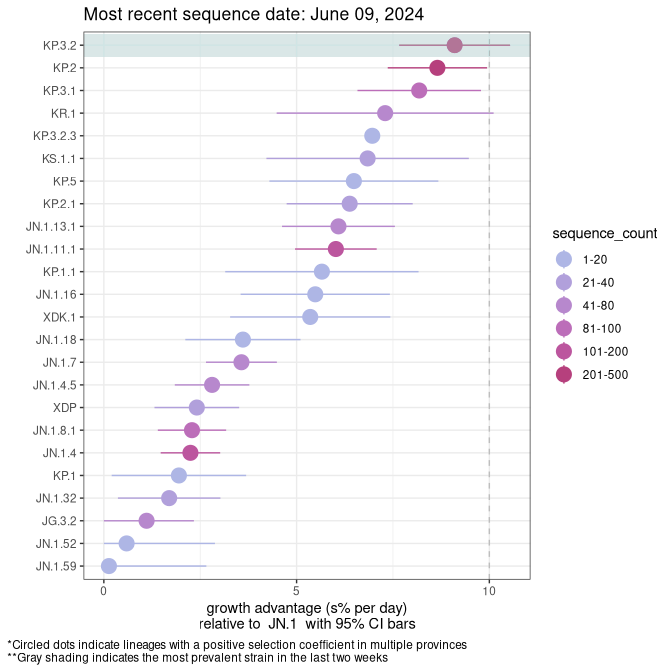 Most recent sequence date: June 09, 2024
KP.3.2
KP.2
KP.3.1
KR.1
KP.3.2.3
KS.1.1
KP.5
KP.2.1
JN.1.13.1
JN.1.11.1
KP.1.1
JN.1.16
XDK.1
JN.1.18
JN.1.7
JN.1.4.5
XDP
JN.1.8.1
JN.1.4
KP.1
JN.1.32
JG.3.2
JN.1.52
JN.1.59
0 5 10
growth advantage (s% per day)
relative to JN.1 with 95% CI bars
sequence_count
1-20
21-40
41-80
81-100
101-200
201-500
*Circled dots indicate lineages with a positive selection coefficient in multiple provinces
**Gray shading indicates the most prevalent strain in the last two weeks